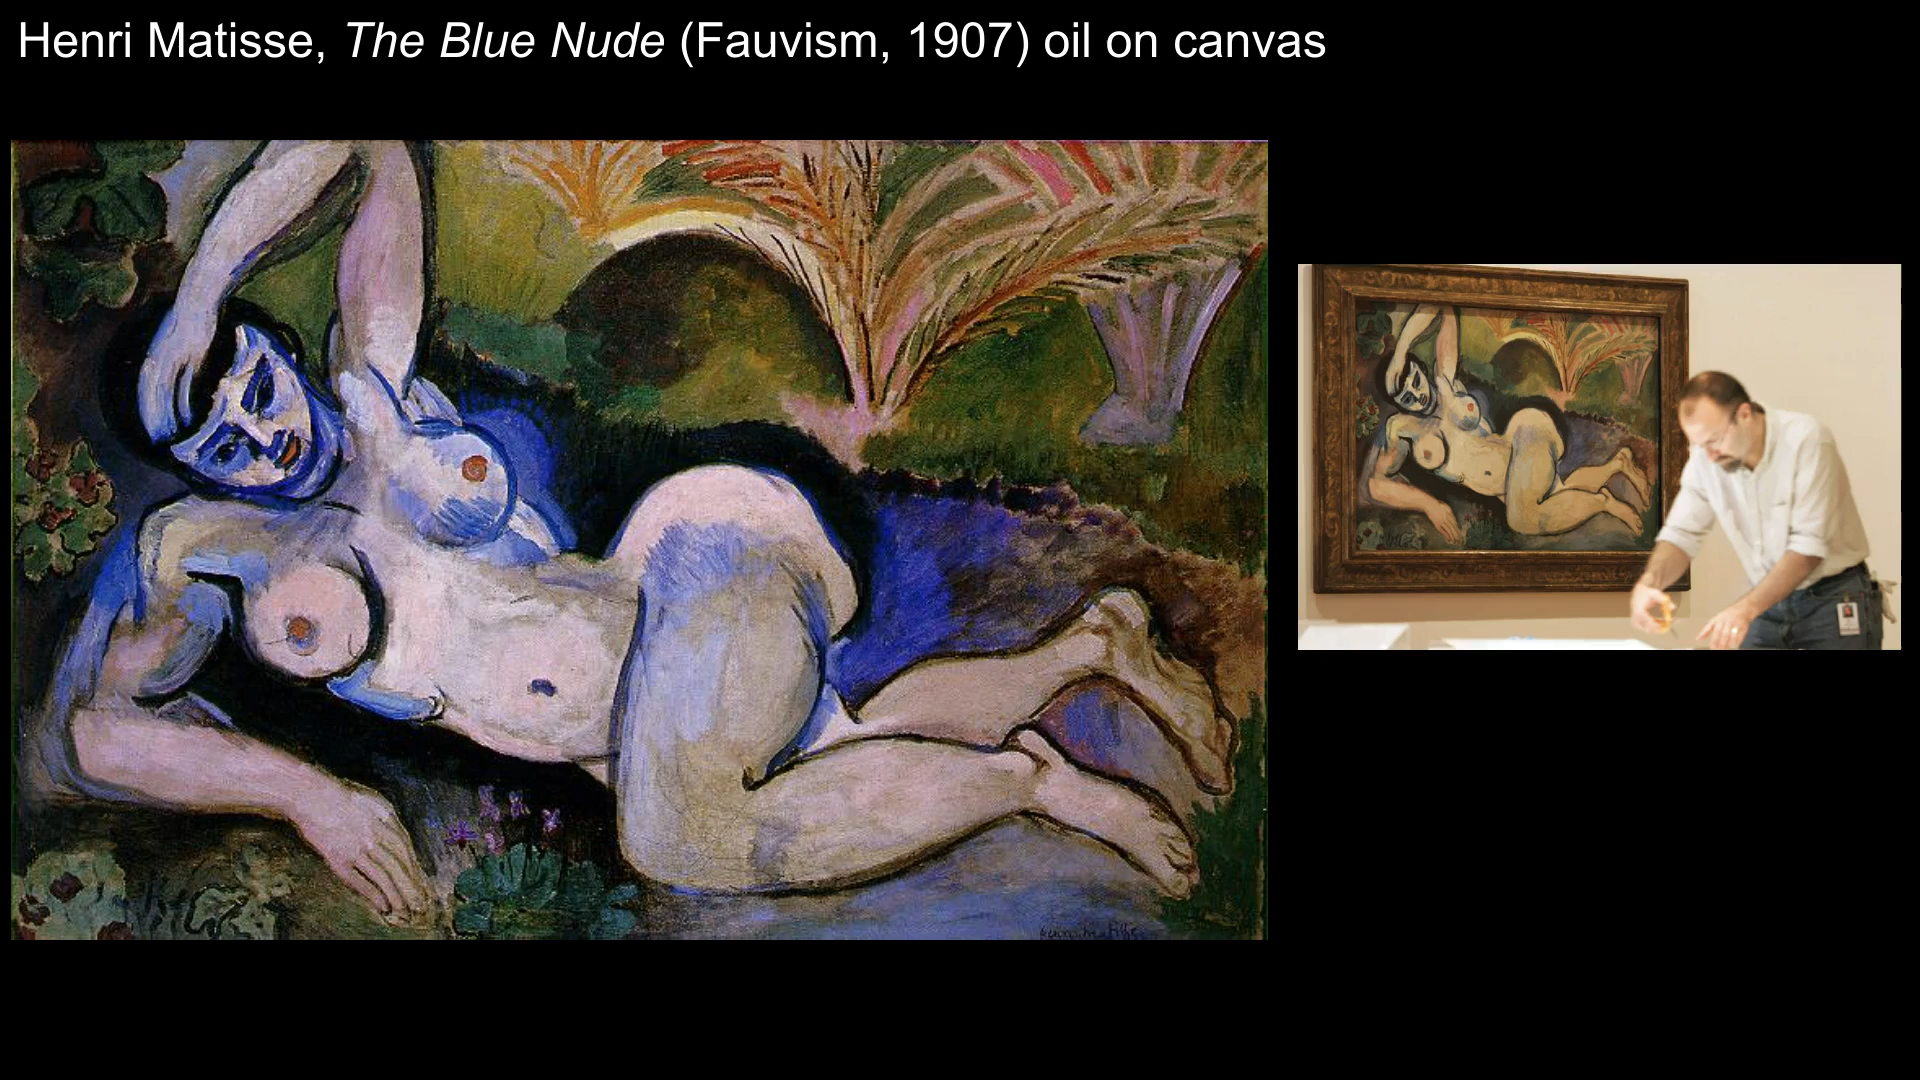 Henri Matisse, The Blue Nude (Fauvism, 1907) oil on canvas